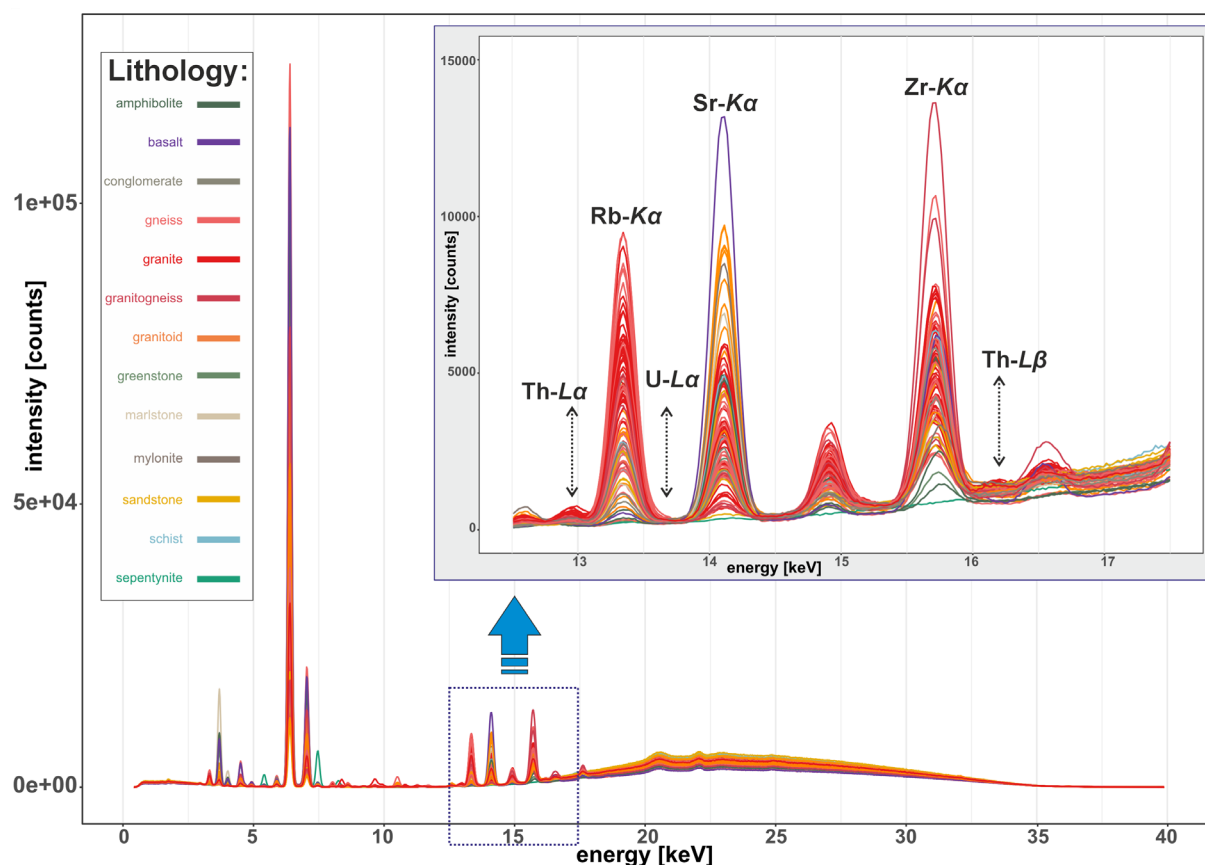 Lithology:
amphibolite
basalt
conglomerate
gneiss
granite
granitogneiss
granitoid
greenstone
marlstone
mylonite
sandstone
schist
sepentynite
intensity [counts]
1e+05
5e+04
0e+00
0 5 10 15 20 25 30 35 40
energy [keV]
intensity [counts]
15000
10000
5000
0
Th-Lα
Rb-Kα
U-Lα
Sr-Kα
Zr-Kα
Th-Lβ
13 14 15 16 17
energy [keV]